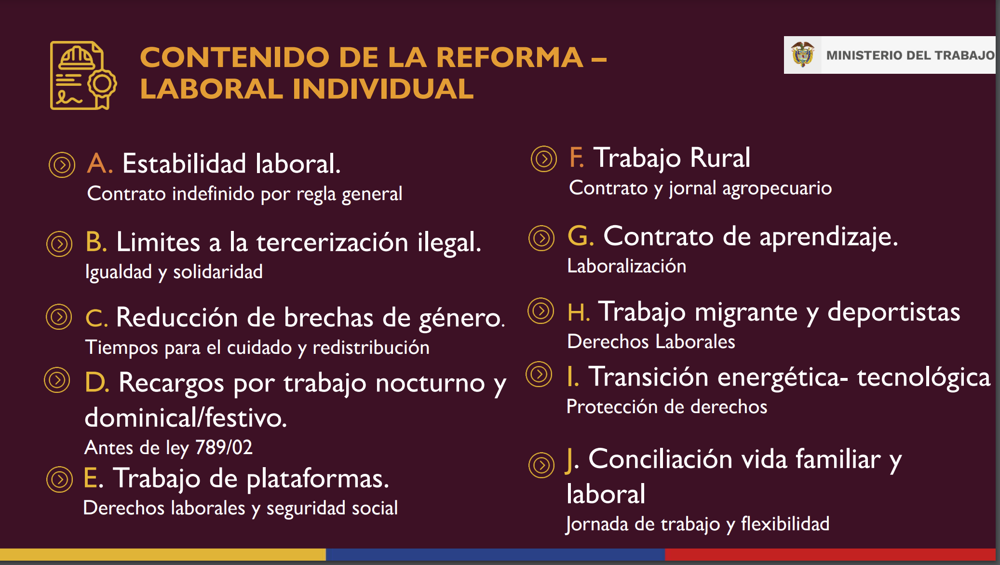 CONTENIDO DE LA REFORMA –
LABORAL INDIVIDUAL
MINISTERIO DEL TRABAJO
A. Estabilidad laboral.
Contrato indefinido por regla general
B. Limites a la tercerización ilegal.
Igualdad y solidaridad
C. Reducción de brechas de género.
Tiempos para el cuidado y redistribución
D. Recargos por trabajo nocturno y
dominical/festivo.
Antes de ley 789/02
E. Trabajo de plataformas.
Derechos laborales y seguridad social
F. Trabajo Rural
Contrato y jornal agropecuario
G. Contrato de aprendizaje.
Laboralización
H. Trabajo migrante y deportistas
Derechos Laborales
I. Transición energética- tecnológica
Protección de derechos
J. Conciliación vida familiar y
laboral
Jornada de trabajo y flexibilidad